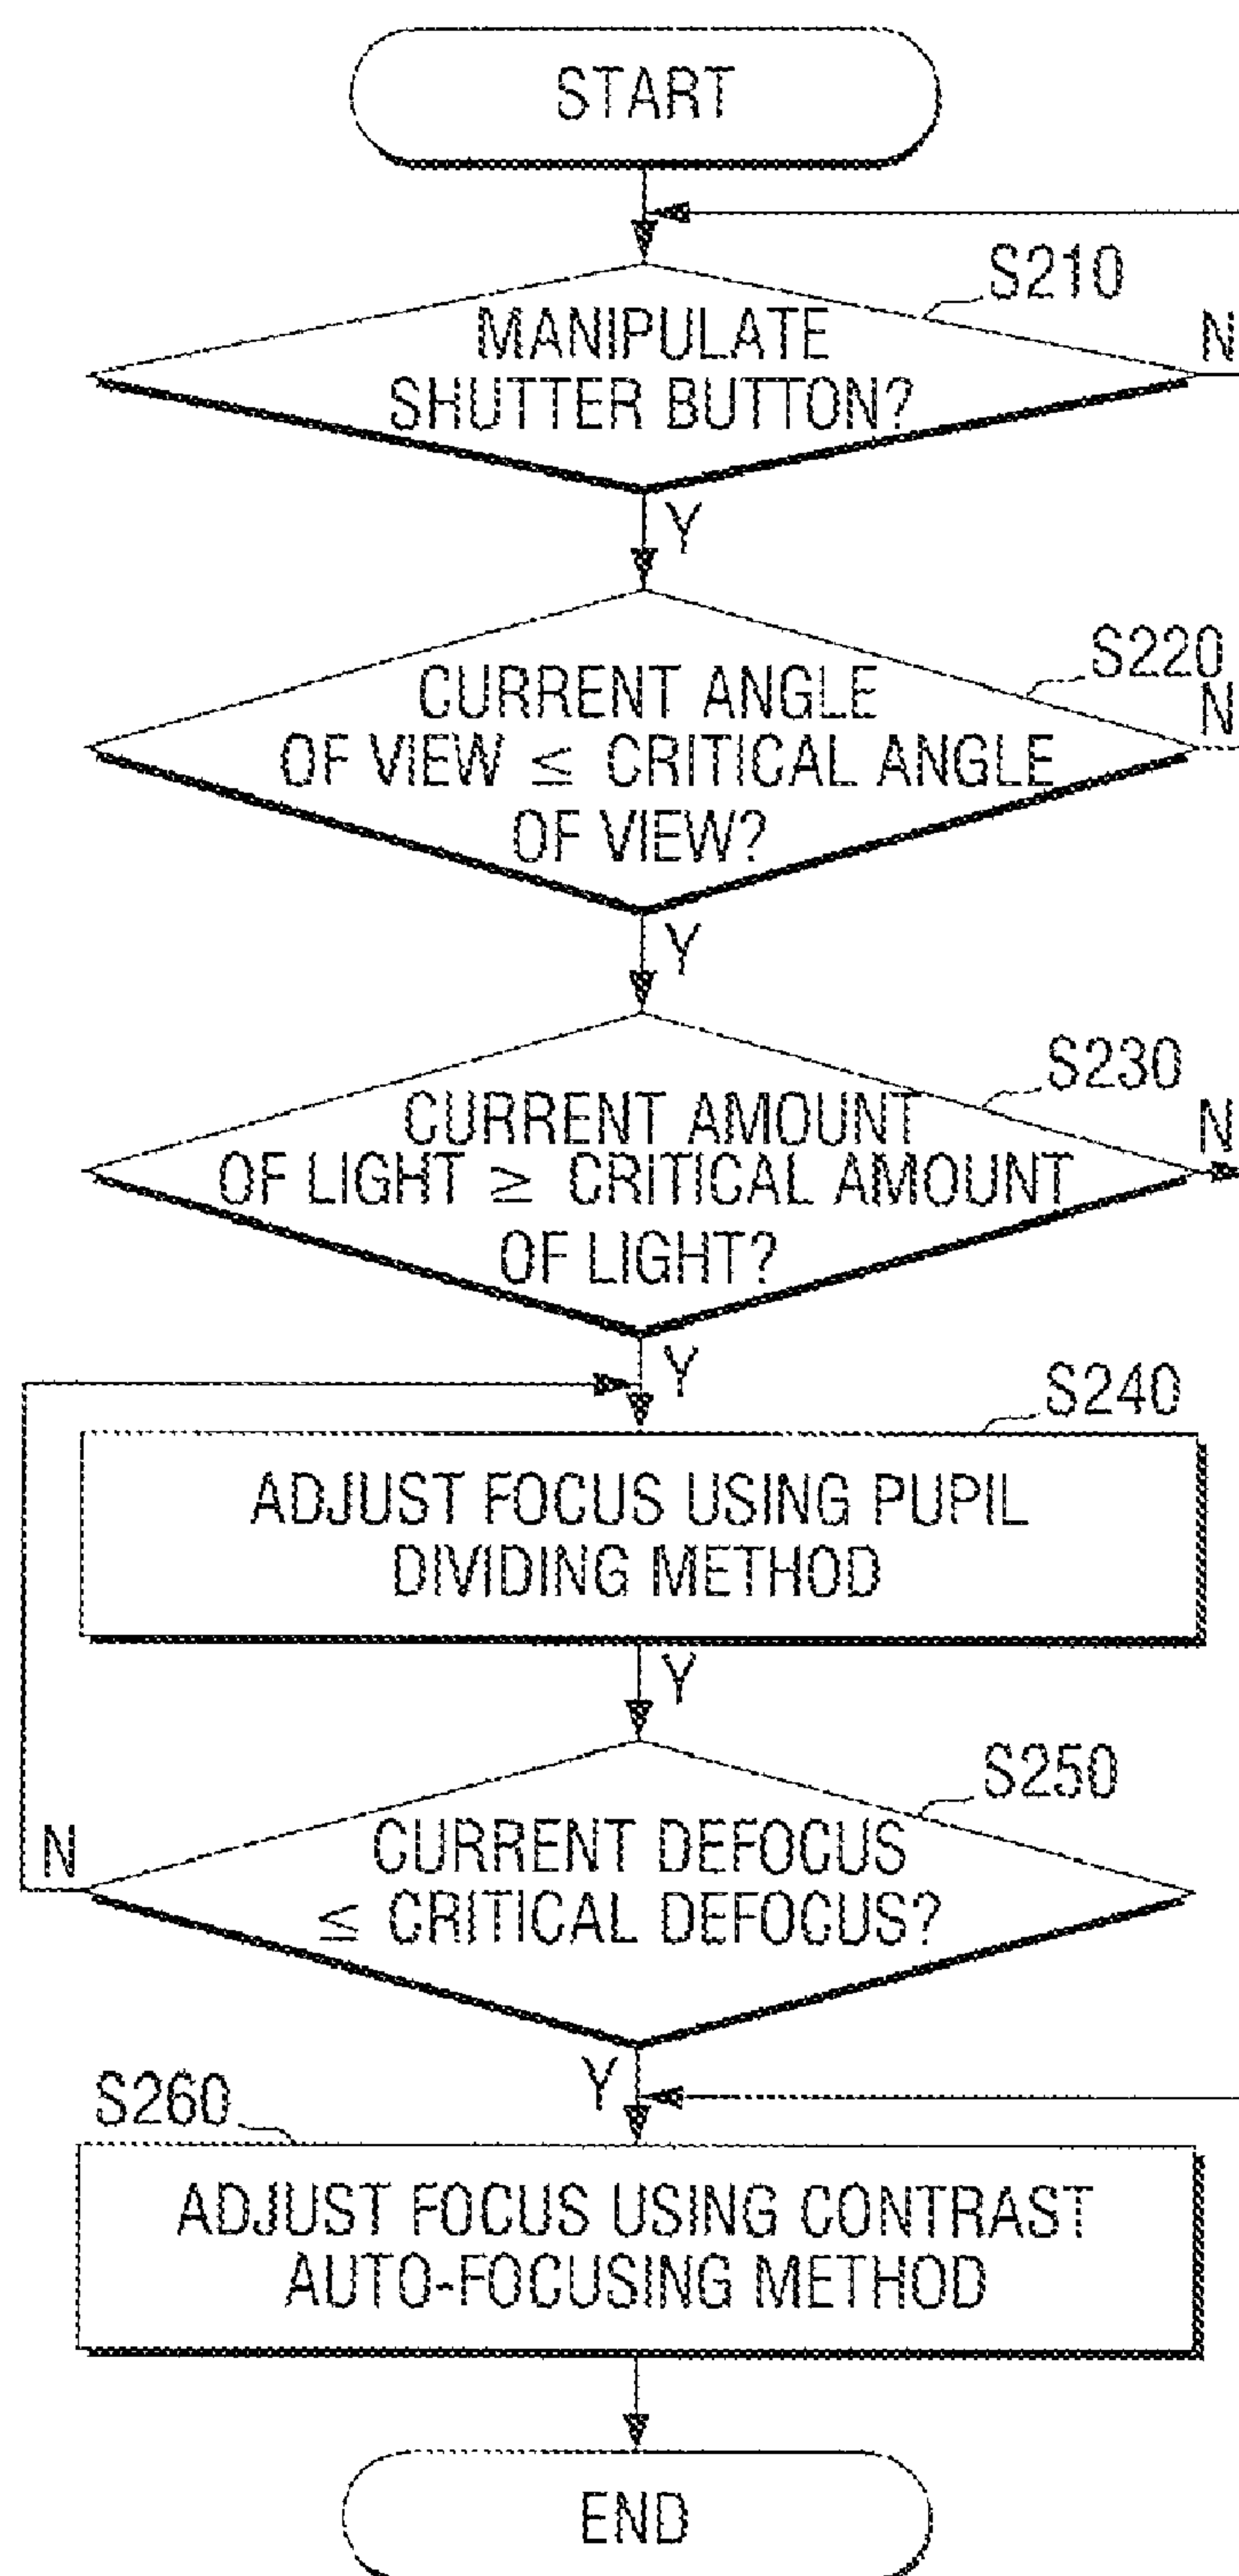 START
S210
MANIPULATE
SHUTTER BUTTON?
N
Y
S220
CURRENT ANGLE
OF VIEW ≤ CRITICAL ANGLE
OF VIEW?
N
Y
S230
CURRENT AMOUNT
OF LIGHT ≥ CRITICAL AMOUNT
OF LIGHT?
N
Y
S240
ADJUST FOCUS USING PUPIL
DIVIDING METHOD
Y
S250
CURRENT DEFOCUS
≤ CRITICAL DEFOCUS?
N
Y
S260
ADJUST FOCUS USING CONTRAST
AUTO-FOCUSING METHOD
END